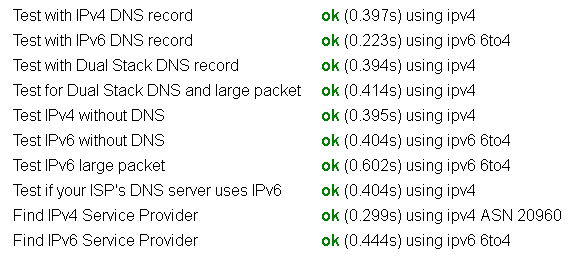 Test with IPv4 DNS record ok (0.397s) using ipv4
Test with IPv6 DNS record ok (0.223s) using ipv6 6to4
Test with Dual Stack DNS record ok (0.394s) using ipv4
Test for Dual Stack DNS and large packet ok (0.414s) using ipv4
Test IPv4 without DNS ok (0.395s) using ipv4
Test IPv6 without DNS ok (0.404s) using ipv6 6to4
Test IPv6 large packet ok (0.602s) using ipv6 6to4
Test if your ISP's DNS server uses IPv6 ok (0.404s) using ipv4
Find IPv4 Service Provider ok (0.299s) using ipv4 ASN 20960
Find IPv6 Service Provider ok (0.444s) using ipv6 6to4